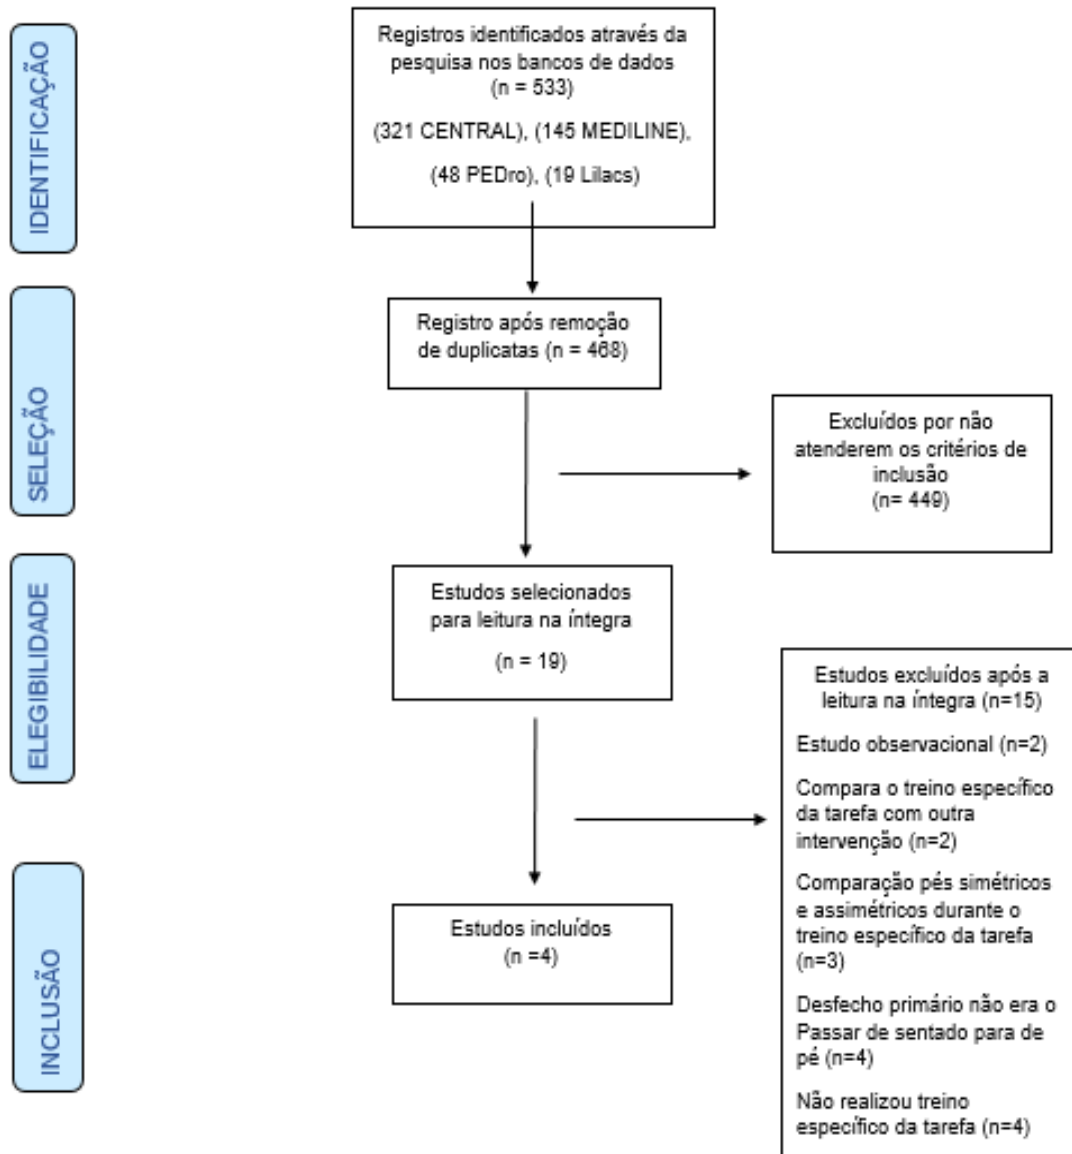 IDENTIFICAÇÃO
Registros identificados através da
pesquisa nos bancos de dados
(n = 533)
(321 CENTRAL), (145 MEDILINE),
(48 PEDro), (19 Lilacs)
SELEÇÃO
Registro após remoção
de duplicatas (n = 468)
Excluídos por não
atenderem os critérios de
inclusão
(n= 449)
ELEGIBILIDADE
Estudos selecionados
para leitura na íntegra
(n = 19)
Estudos excluídos após a
leitura na íntegra (n=15)
Estudo observacional (n=2)
Compara o treino específico
da tarefa com outra
intervenção (n=2)
Comparação pés simétricos
e assimétricos durante o
treino específico da tarefa
(n=3)
Desfecho primário não era o
Passar de sentado para de
pé (n=4)
Não realizou treino
específico da tarefa (n=4)
INCLUSÃO
Estudos incluídos
(n =4)